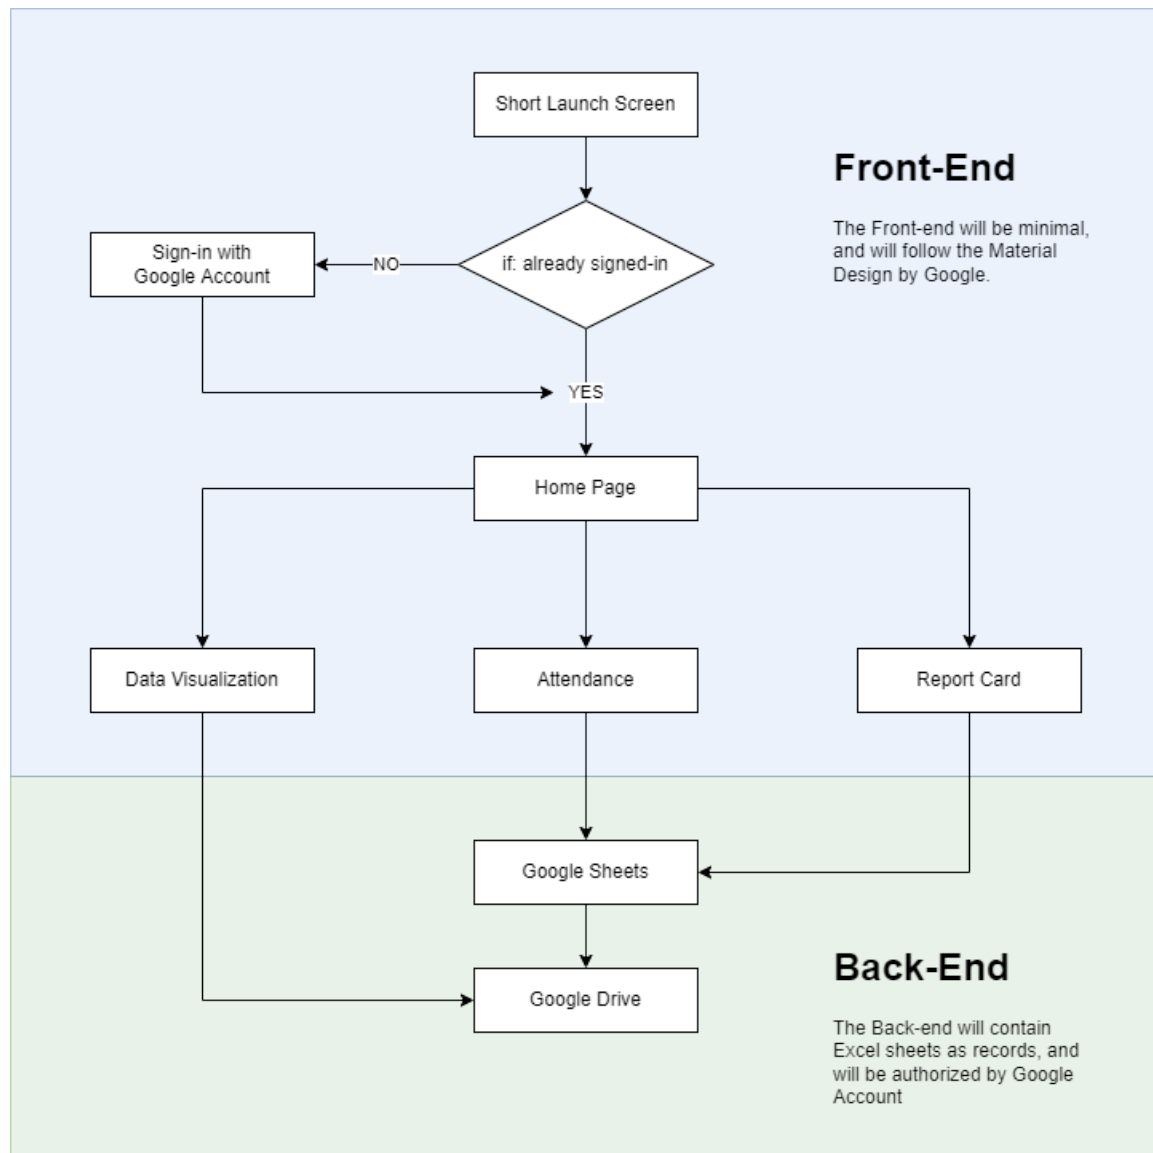 Short Launch Screen
Front-End
The Front-end will be minimal,
and will follow the Material
Design by Google.
Sign-in with
Google Account
NO
if: already signed-in
YES
Home Page
Data Visualization
Attendance
Report Card
Google Sheets
Google Drive
Back-End
The Back-end will contain
Excel sheets as records, and
will be authorized by Google
Account